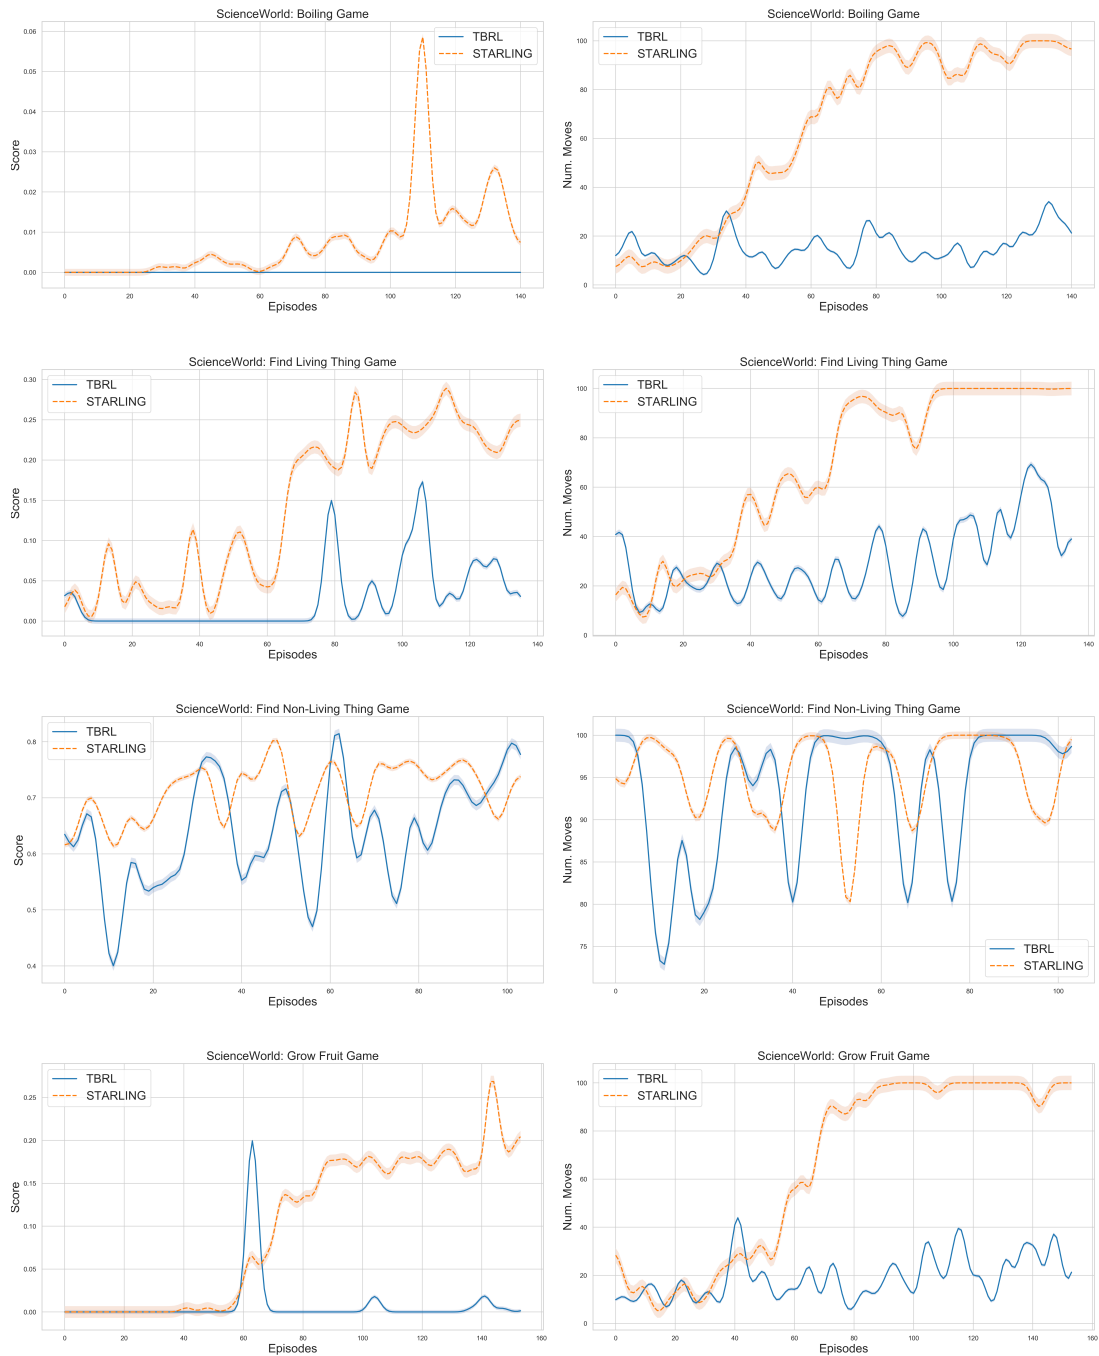 ScienceWorld: Boiling Game
TBRL
STARLING
0.06
0.05
0.04
0.03
0.02
0.01
0.00
Score
0 20 40 60 80 100 120 140
Episodes
ScienceWorld: Boiling Game
TBRL
STARLING
100
80
60
40
20
0
Num. Moves
0 20 40 60 80 100 120 140
Episodes
ScienceWorld: Find Living Thing Game
TBRL
STARLING
0.30
0.25
0.20
0.15
0.10
0.05
0.00
Score
0 20 40 60 80 100 120 140
Episodes
ScienceWorld: Find Living Thing Game
TBRL
STARLING
100
80
60
40
20
0
Num. Moves
0 20 40 60 80 100 120 140
Episodes
ScienceWorld: Find Non-Living Thing Game
TBRL
STARLING
0.8
0.7
0.6
0.5
0.4
Score
0 20 40 60 80 100
Episodes
ScienceWorld: Find Non-Living Thing Game
100
95
90
85
80
75
Num. Moves
TBRL
STARLING
0 20 40 60 80 100
Episodes
ScienceWorld: Grow Fruit Game
TBRL
STARLING
0.25
0.20
0.15
0.10
0.05
0.00
Score
0 20 40 60 80 100 120 140 160
Episodes
ScienceWorld: Grow Fruit Game
TBRL
STARLING
100
80
60
40
20
0
Num. Moves
0 20 40 60 80 100 120 140 160
Episodes